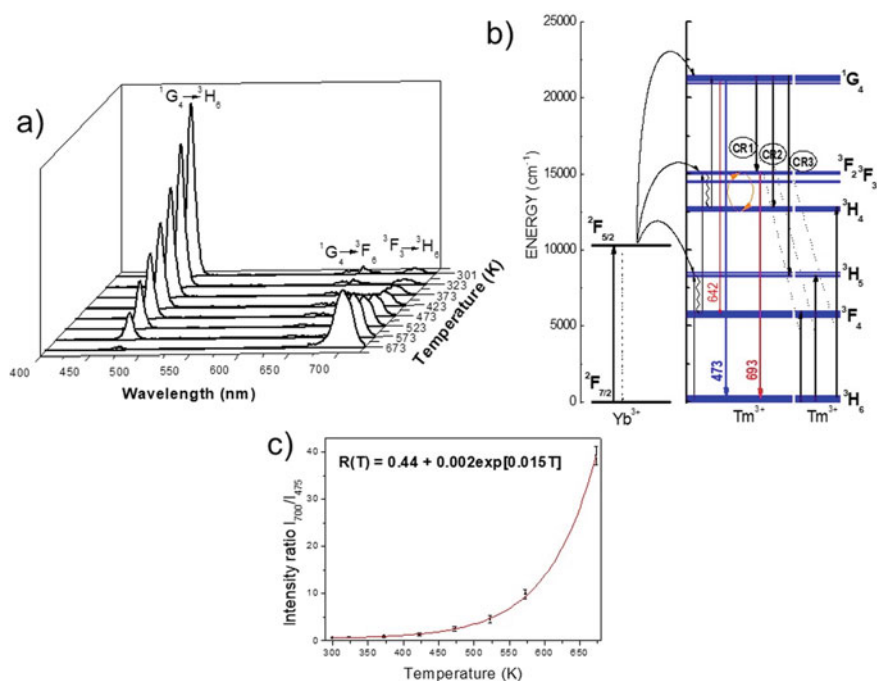 a)
¹G₄→³H₆
¹G₄→³F₆
³F₃→³H₆
301
323
373
423
473
523
573
673
Temperature (K)
400 450 500 550 600 650 700
Wavelength (nm)
b)
ENERGY (cm⁻¹)
25000
20000
15000
10000
5000
0
¹G₄
CR1
CR2
CR3
³F₂ ³F₃
³H₄
²F₅/₂
³H₅
642
³F₄
473
693
²F₇/₂
³H₆
Yb³⁺
Tm³⁺
Tm³⁺
c)
R(T) = 0.44 + 0.002exp[0.015T]
Intensity ratio I₇₀₀/I₄₇₅
40
30
20
10
0
300 350 400 450 500 550 600 650
Temperature (K)